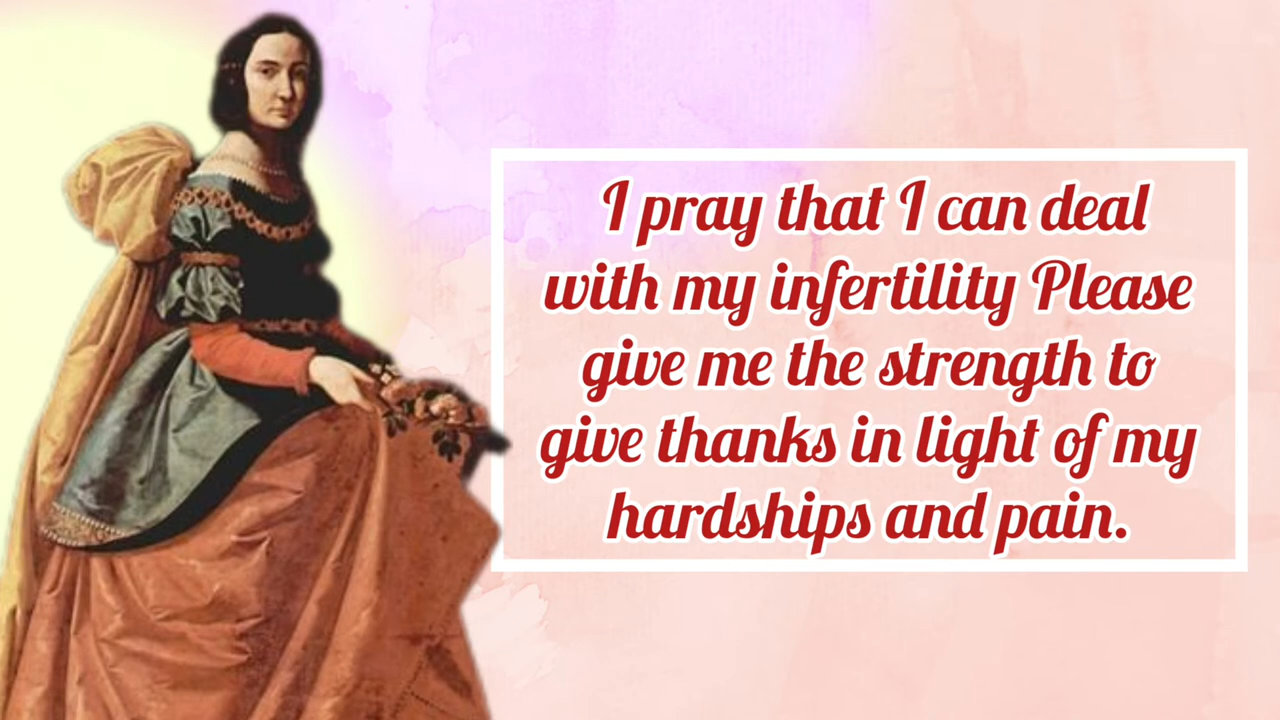 I pray that I can deal
with my infertility Please
give me the strength to
give thanks in light of my
hardships and pain.